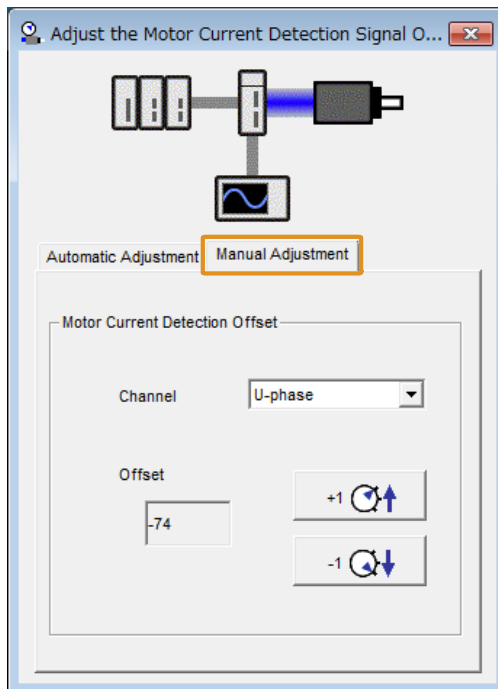 Adjust the Motor Current Detection Signal O...
Automatic Adjustment
Manual Adjustment
Motor Current Detection Offset
Channel
U-phase
Offset
-74
+1
-1